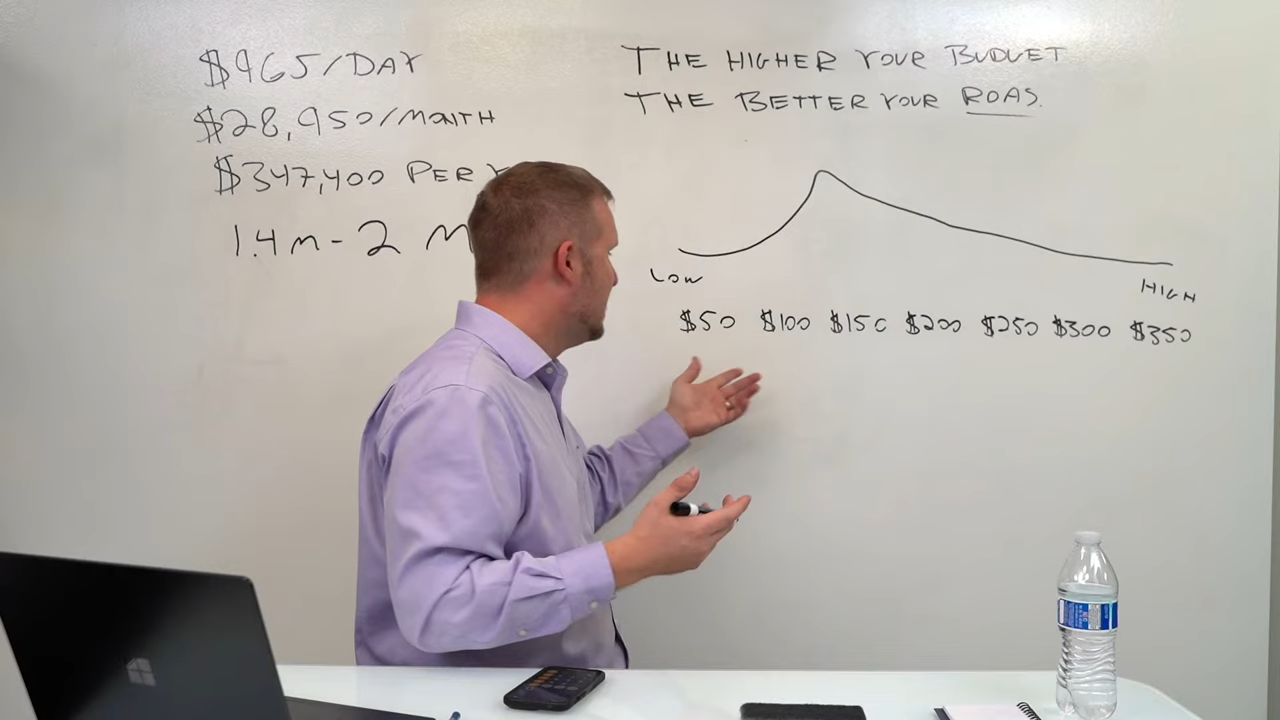 $965/DAY
$28,950/MONTH
$347,400 PER
1.4M - 2 M
THE HIGHER YOUR BUDGET
THE BETTER YOUR ROAS.
LOW
HIGH
$50 $100 $150 $200 $250 $300 $350